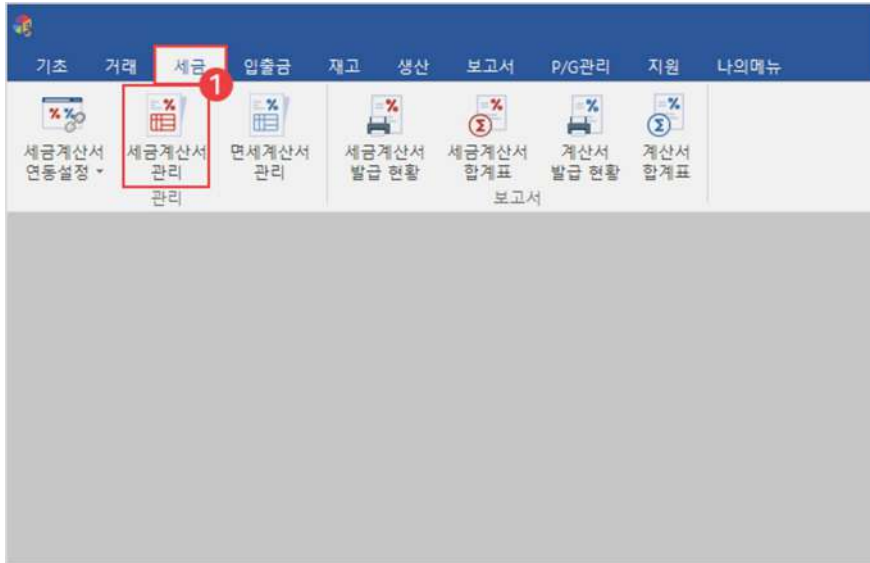 기초 거래 세금 입출금 재고 생산 보고서 P/G관리 지원 나의메뉴
1
세금계산서 세금계산서 면세계산서 세금계산서 세금계산서 계산서 계산서
연동설정 관리 관리 발급 현황 합계표 발급 현황 합계표
관리 보고서